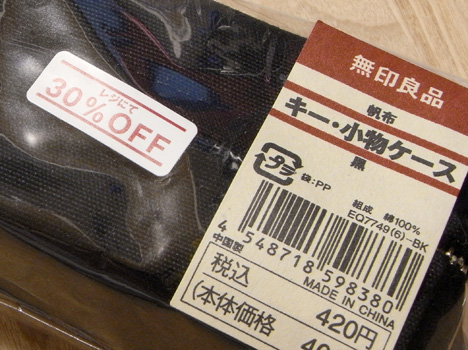 レジにて
30%OFF
無印良品
帆布
キー・小物ケース
黒
プラ 袋:PP
組成 綿100%
EQ7749(6)-BK
4 548718 598380
中国製
MADE IN CHINA
税込 420円
(本体価格